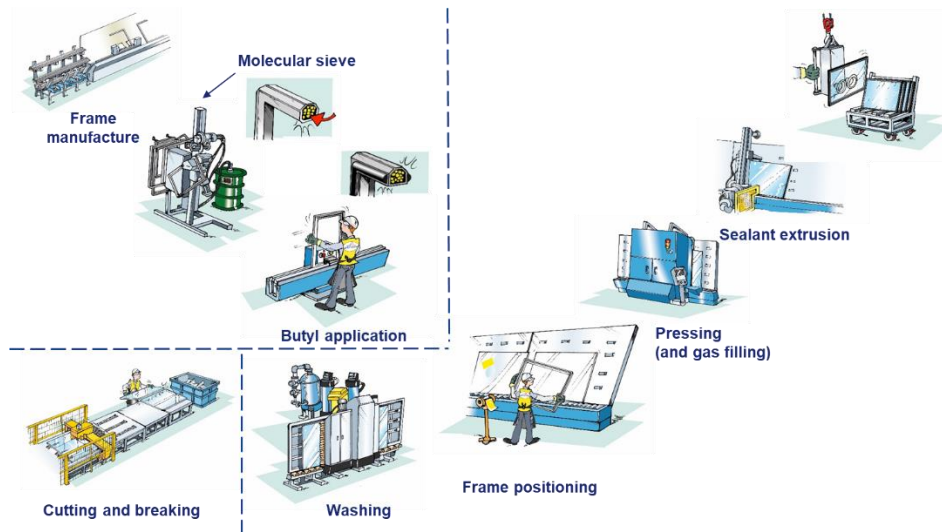 Molecular sieve
Frame
manufacture
Sealant extrusion
Butyl application
Pressing
(and gas filling)
Frame positioning
Cutting and breaking
Washing